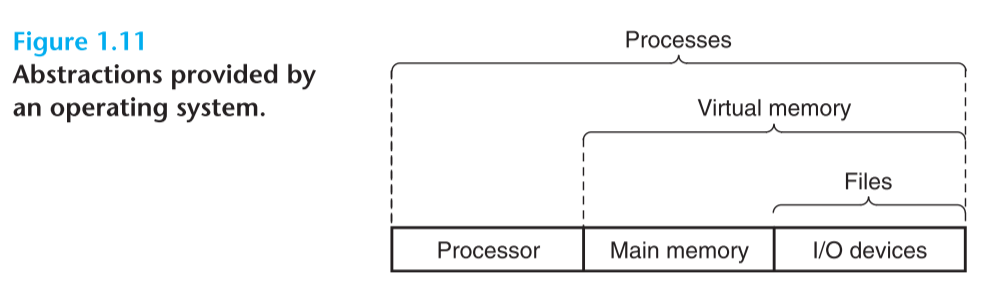 Figure 1.11
Abstractions provided by
an operating system.
Processes
Virtual memory
Files
Processor
Main memory
I/O devices